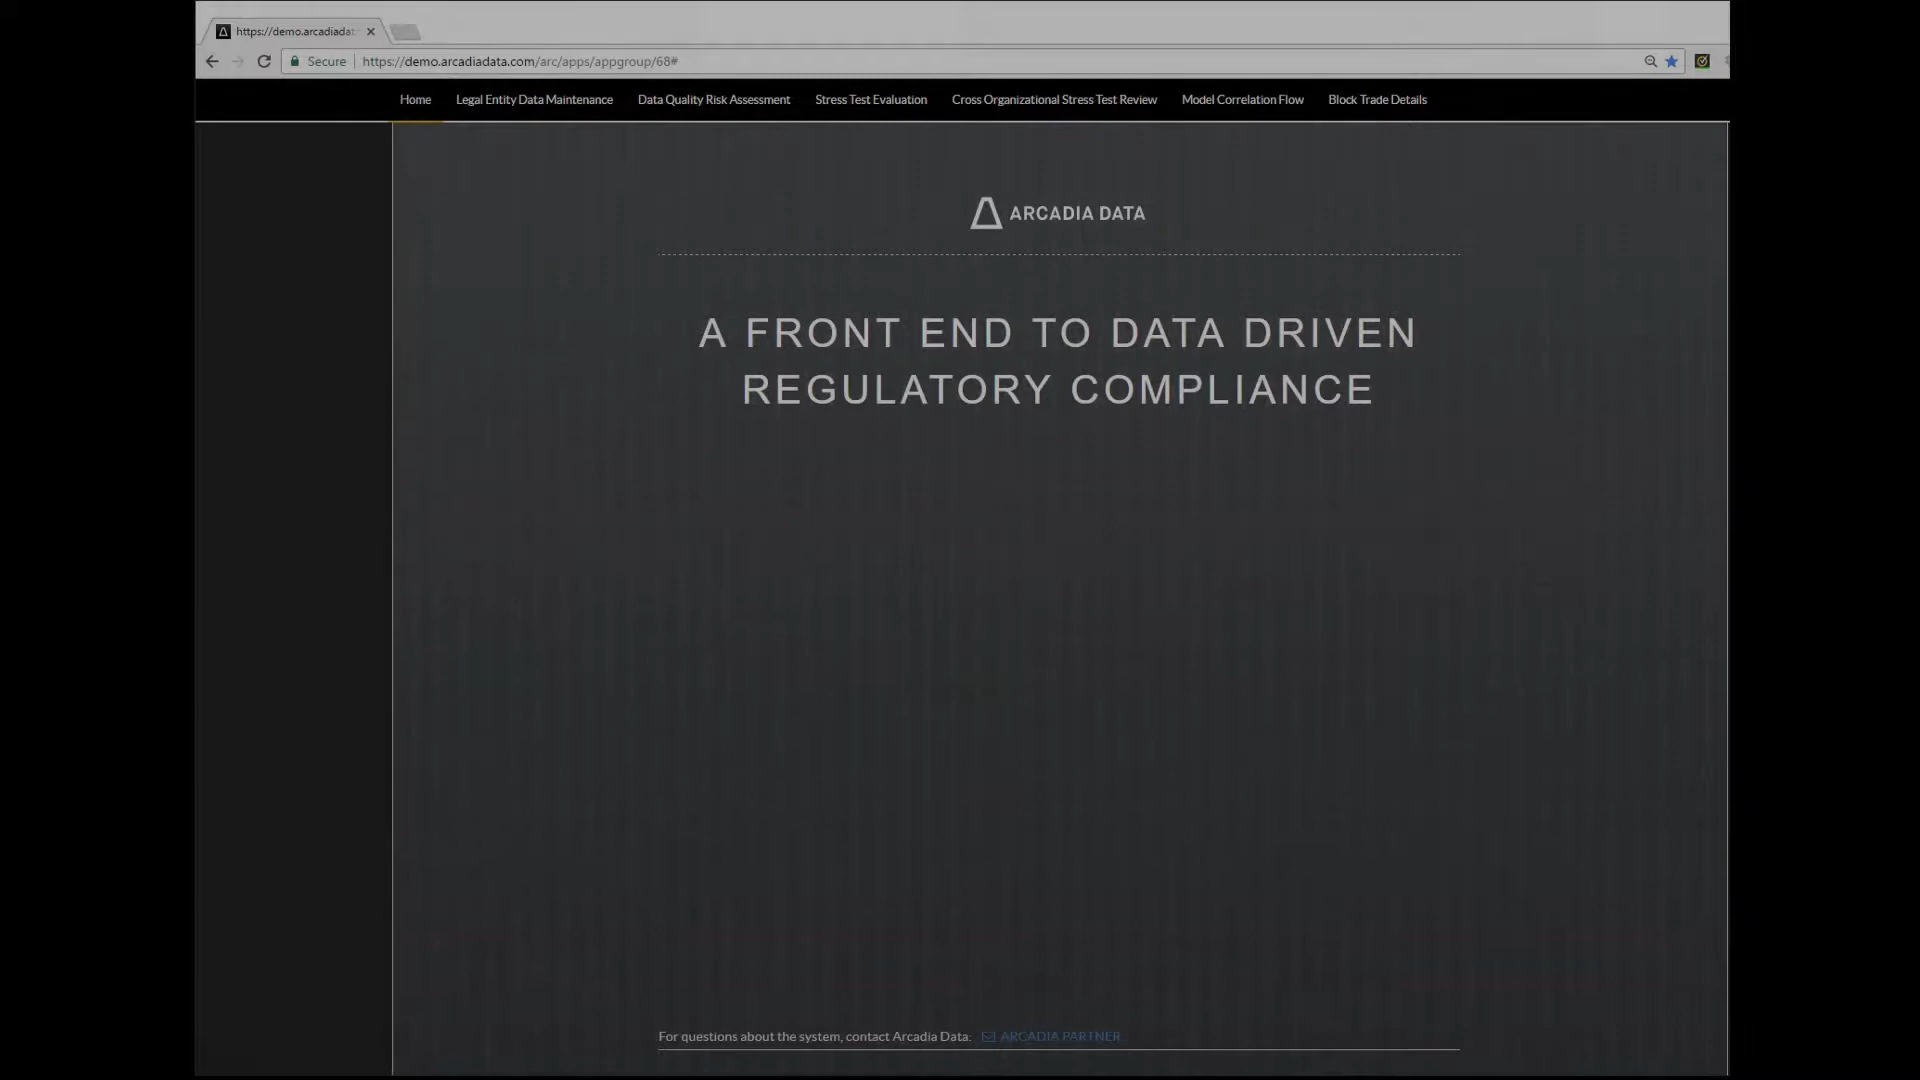 https://demo.arcadiadat
Secure https://demo.arcadiadata.com/arc/apps/appgroup/68#
Home Legal Entity Data Maintenance Data Quality Risk Assessment Stress Test Evaluation Cross Organizational Stress Test Review Model Correlation Flow Block Trade Details
ARCADIA DATA
A FRONT END TO DATA DRIVEN
REGULATORY COMPLIANCE
For questions about the system, contact Arcadia Data: ARCADIA PARTNER